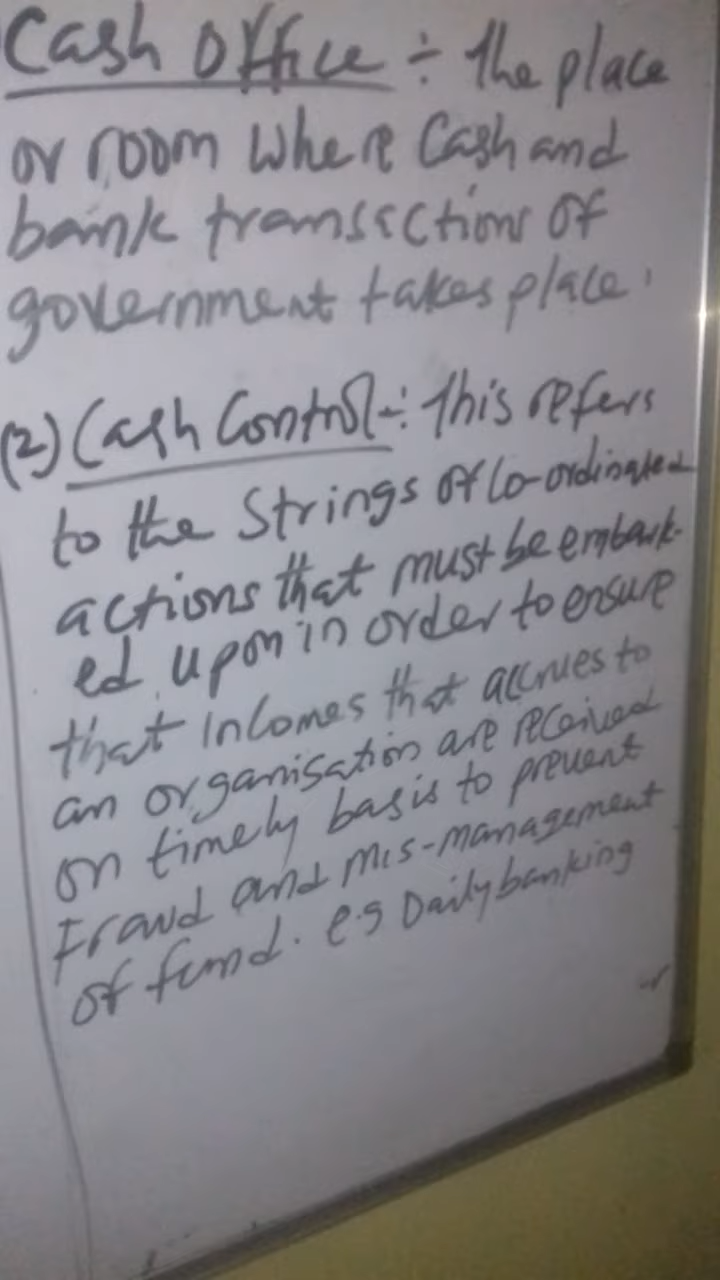 Cash Office ÷ the place
or room where Cash and
bank transactions of
government takes place.
(2) Cash Control ÷ this refers
to the Strings of Co-ordinated
actions that must be embark-
ed upon in order to ensure
that incomes that accrues to
an organisation are received
on timely basis to prevent
Fraud and mis-management
of fund. e.g Daily banking